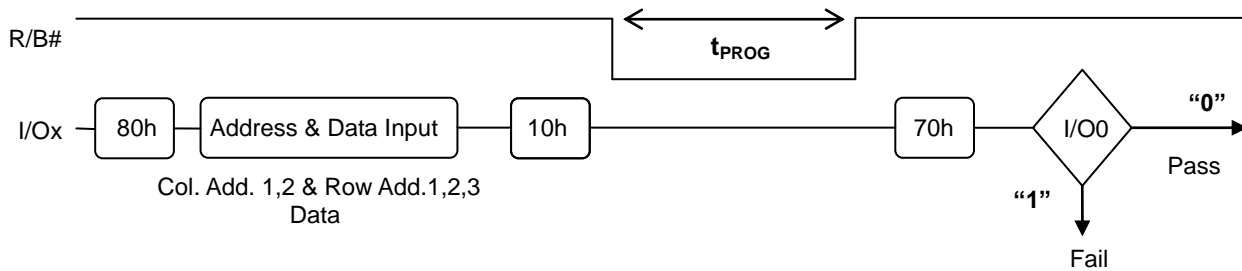 R/B#
tPROG
I/Ox
80h
Address & Data Input
10h
70h
I/O0
“0”
Pass
Col. Add. 1,2 & Row Add.1,2,3
Data
“1”
Fail